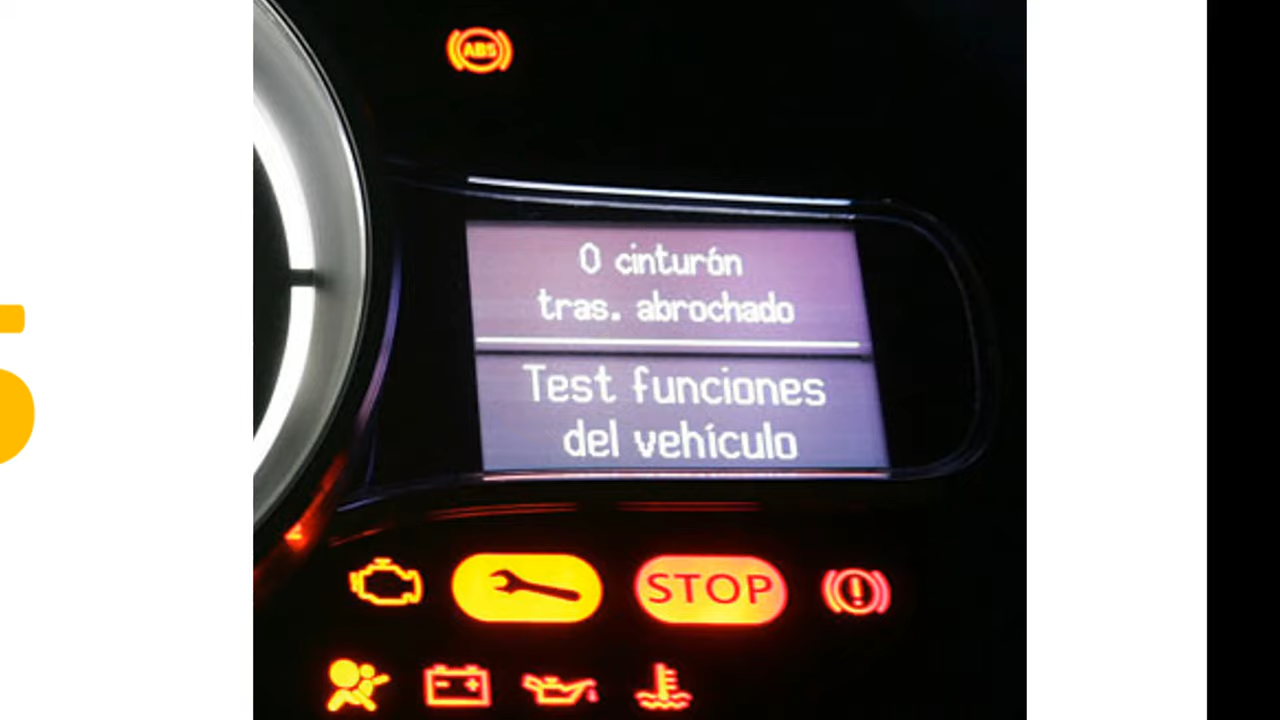 ABS
0 cinturón
tras. abrochado
Test funciones
del vehículo
STOP